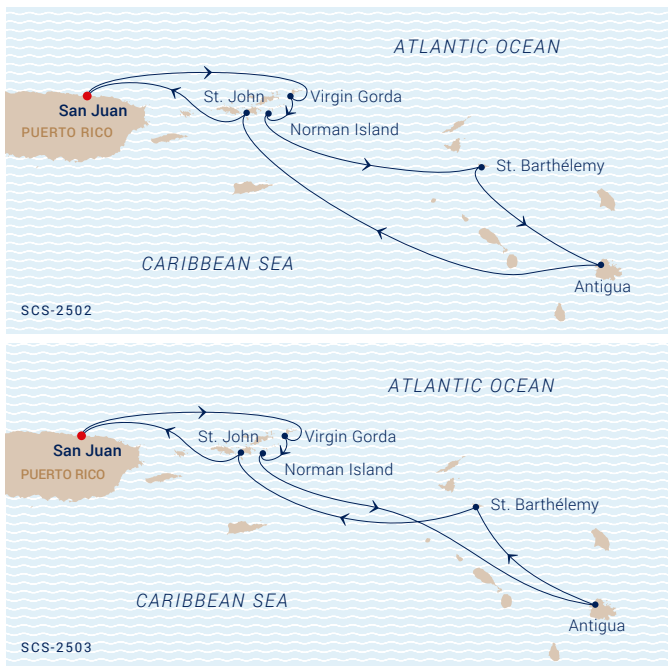 ATLANTIC OCEAN
St. John
Virgin Gorda
San Juan
Norman Island
PUERTO RICO
St. Barthélemy
CARIBBEAN SEA
Antigua
SCS-2502
ATLANTIC OCEAN
St. John
Virgin Gorda
San Juan
Norman Island
PUERTO RICO
St. Barthélemy
CARIBBEAN SEA
Antigua
SCS-2503